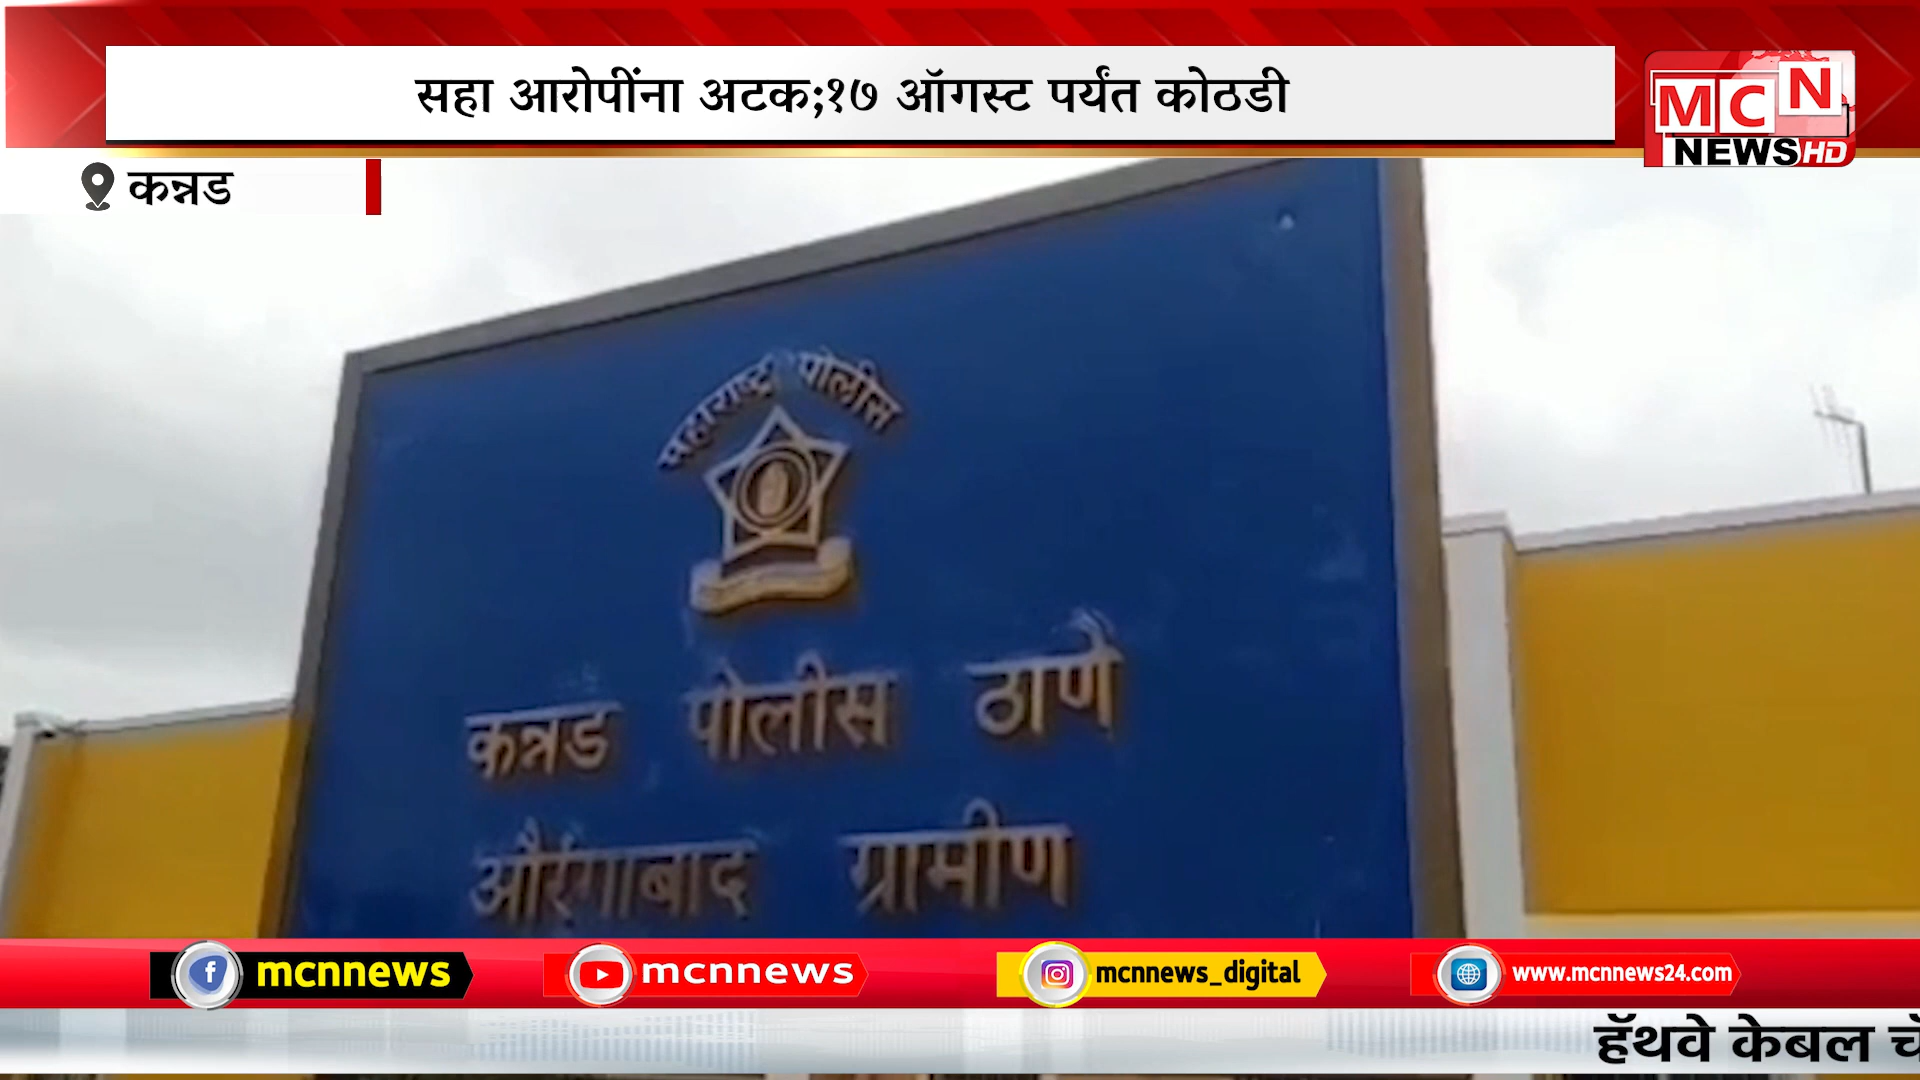 सहा आरोपींना अटक;१७ ऑगस्ट पर्यंत कोठडी
MCN
NEWS HD
कन्नड
महाराष्ट्र पोलीस
कन्नड पोलीस ठाणे
औरंगाबाद ग्रामीण
mcnnews
mcnnews
mcnnews_digital
www.mcnnews24.com
हॅथवे केबल